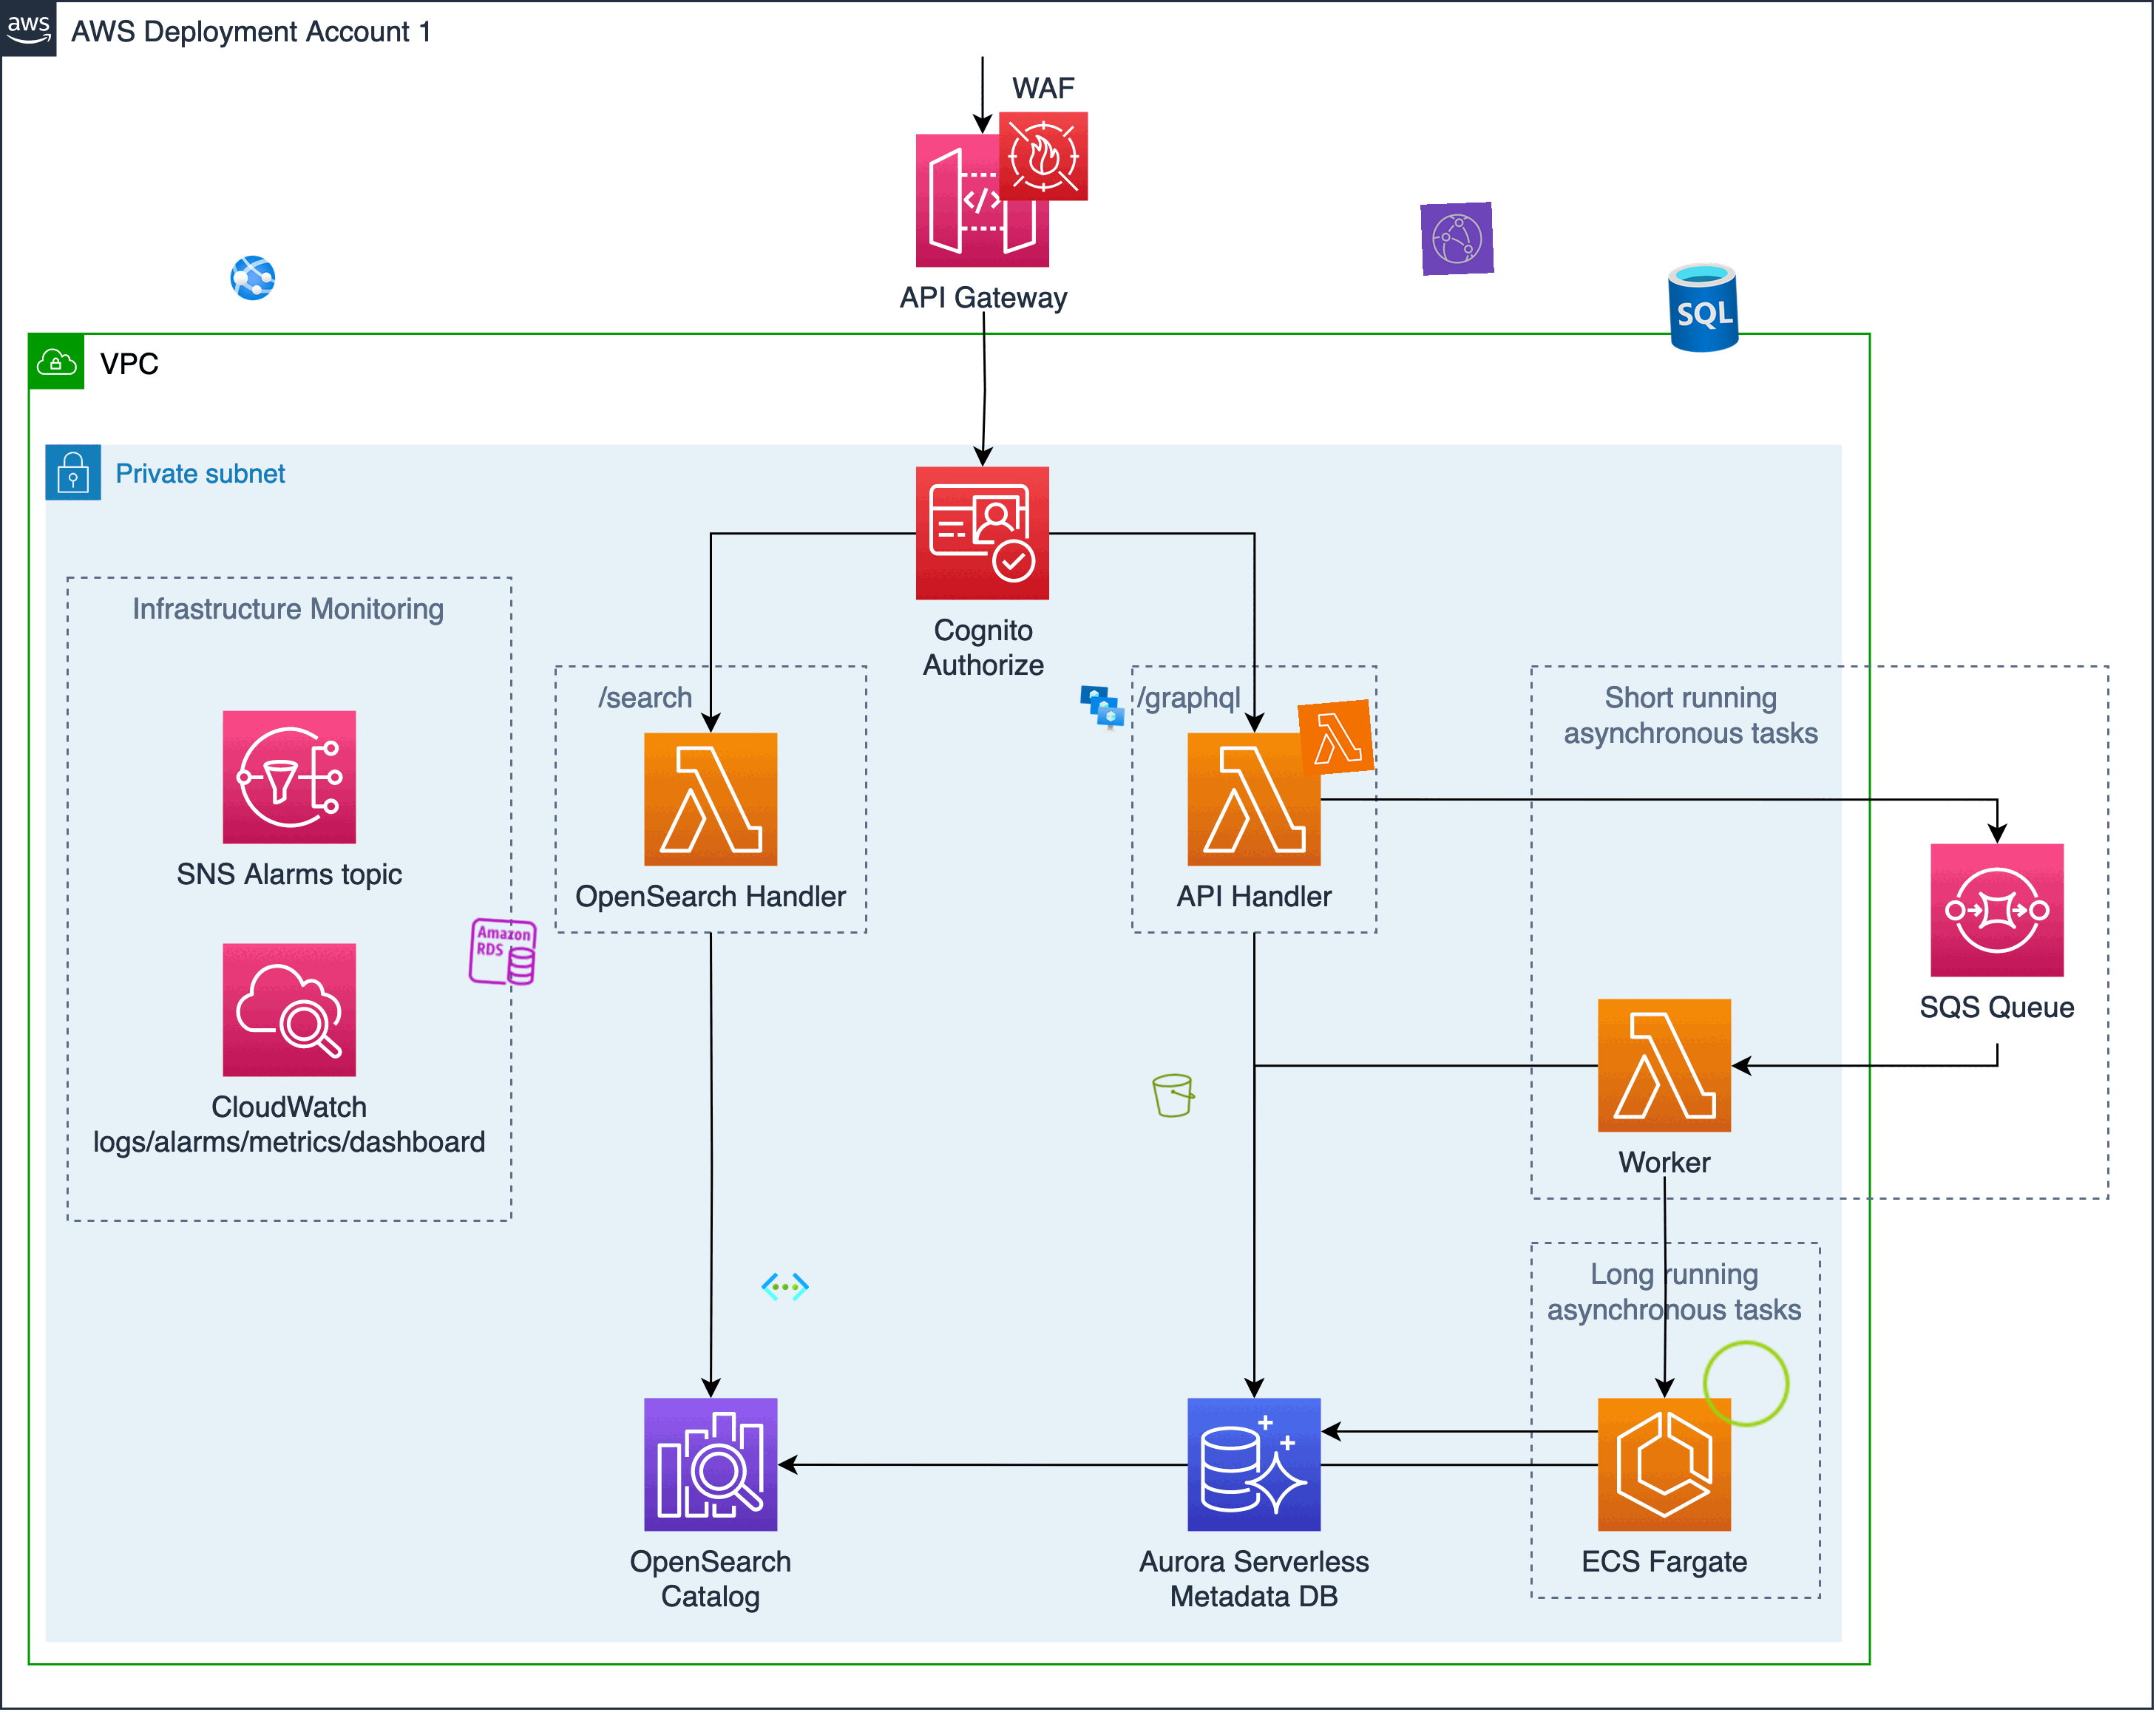 aws
AWS Deployment Account 1
WAF
API Gateway
SQL
VPC
Private subnet
Cognito
Authorize
Infrastructure Monitoring
/search
/graphql
Short running
asynchronous tasks
SNS Alarms topic
OpenSearch Handler
API Handler
Amazon
RDS
SQS Queue
CloudWatch
logs/alarms/metrics/dashboard
Worker
Long running
asynchronous tasks
OpenSearch
Catalog
Aurora Serverless
Metadata DB
ECS Fargate